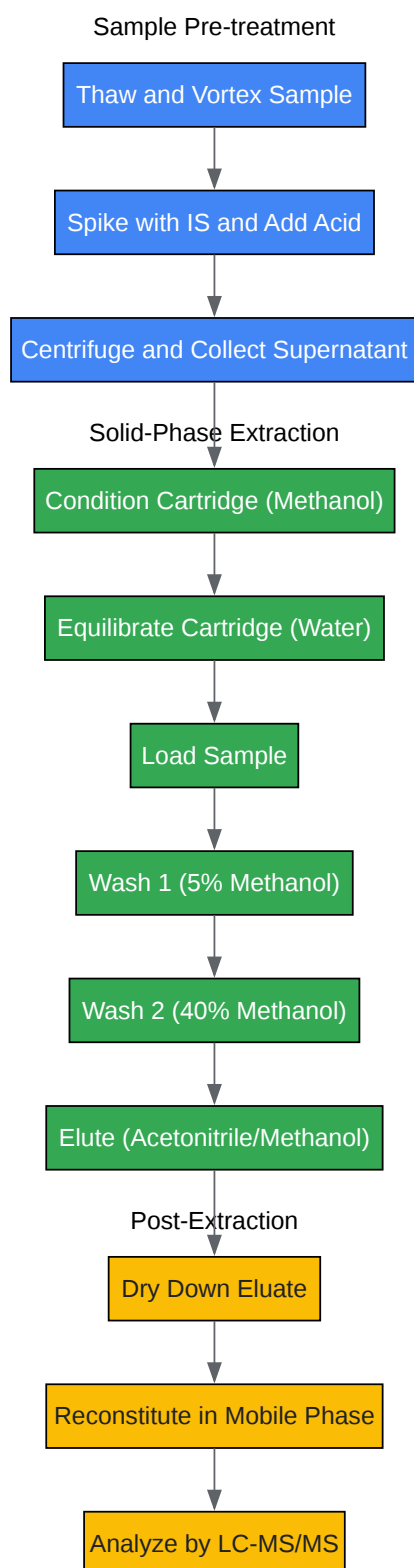 Sample Pre-treatment
Thaw and Vortex Sample
Spike with IS and Add Acid
Centrifuge and Collect Supernatant
Solid-Phase Extraction
Condition Cartridge (Methanol)
Equilibrate Cartridge (Water)
Load Sample
Wash 1 (5% Methanol)
Wash 2 (40% Methanol)
Elute (Acetonitrile/Methanol)
Post-Extraction
Dry Down Eluate
Reconstitute in Mobile Phase
Analyze by LC-MS/MS